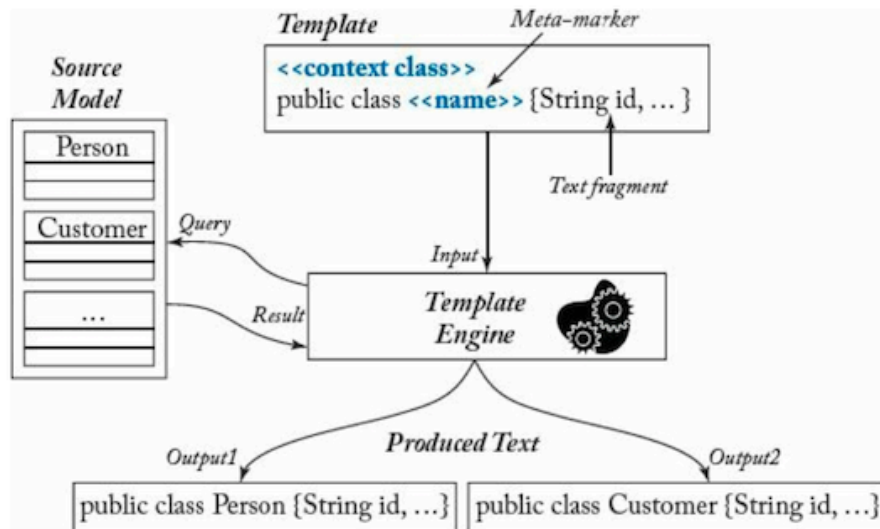 Template
Meta-marker
<<context class>>
public class <<name>> {String id, ... }
Text fragment
Source
Model
Person
Customer
...
Query
Result
Input
Template
Engine
Produced Text
Output1
Output2
public class Person {String id, ...}
public class Customer {String id, ...}